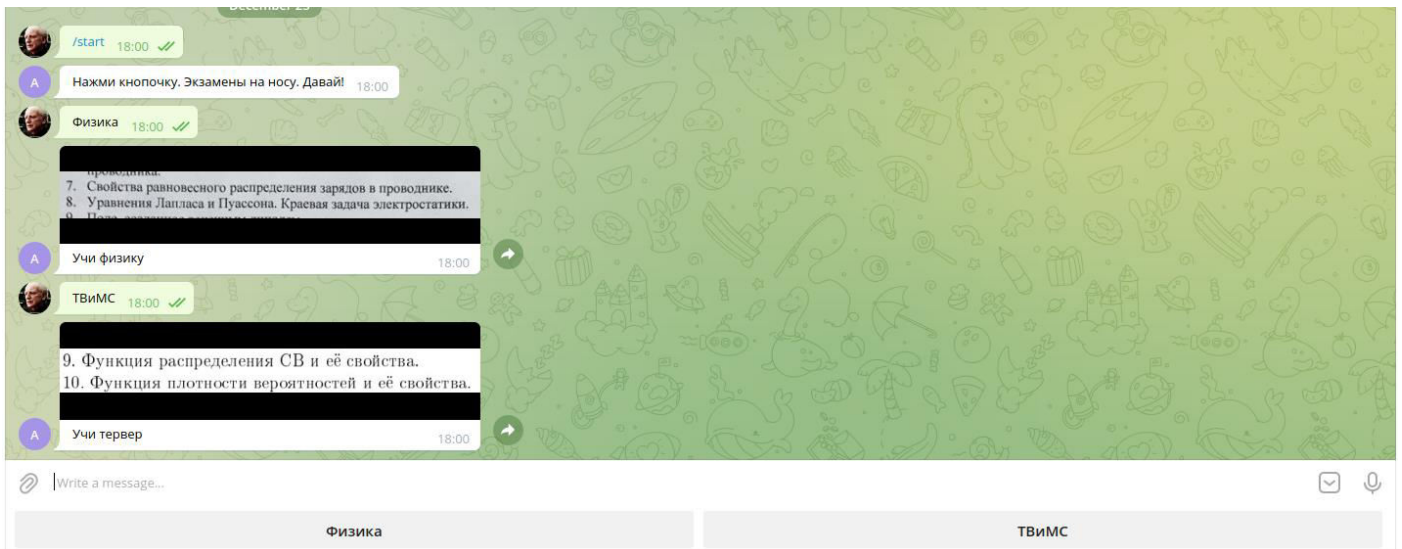 December 25
/start 18:00
Нажми кнопочку. Экзамены на носу. Давай! 18:00
Физика 18:00
проводника.
7. Свойства равновесного распределения зарядов в проводнике.
8. Уравнения Лапласа и Пуассона. Краевая задача электростатики.
A Учи физику 18:00
ТВиМС 18:00
9. Функция распределения СВ и её свойства.
10. Функция плотности вероятностей и её свойства.
A Учи тервер 18:00
Write a message...
Физика ТВиМС